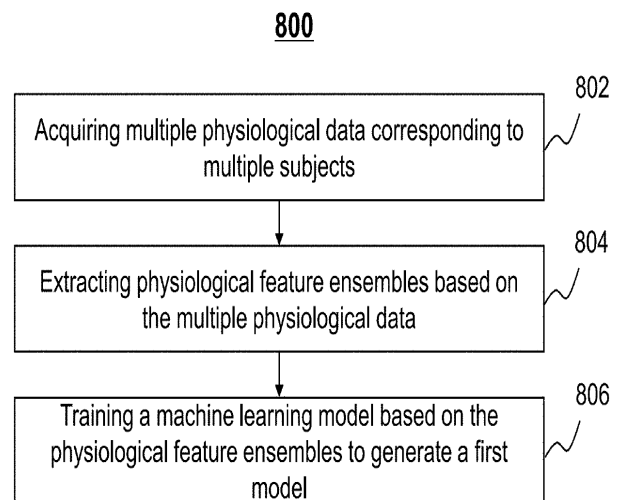 800
802
Acquiring multiple physiological data corresponding to
multiple subjects
804
Extracting physiological feature ensembles based on
the multiple physiological data
806
Training a machine learning model based on the
physiological feature ensembles to generate a first
model